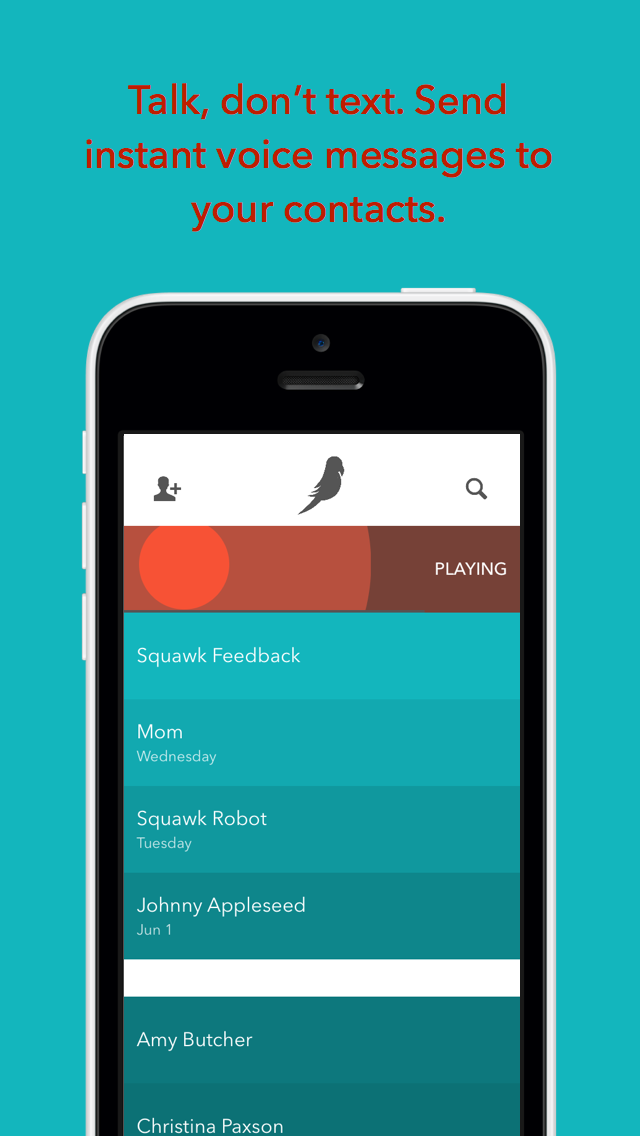 Talk, don’t text. Send
instant voice messages to
your contacts.
PLAYING
Squawk Feedback
Mom
Wednesday
Squawk Robot
Tuesday
Johnny Appleseed
Jun 1
Amy Butcher
Christina Paxson